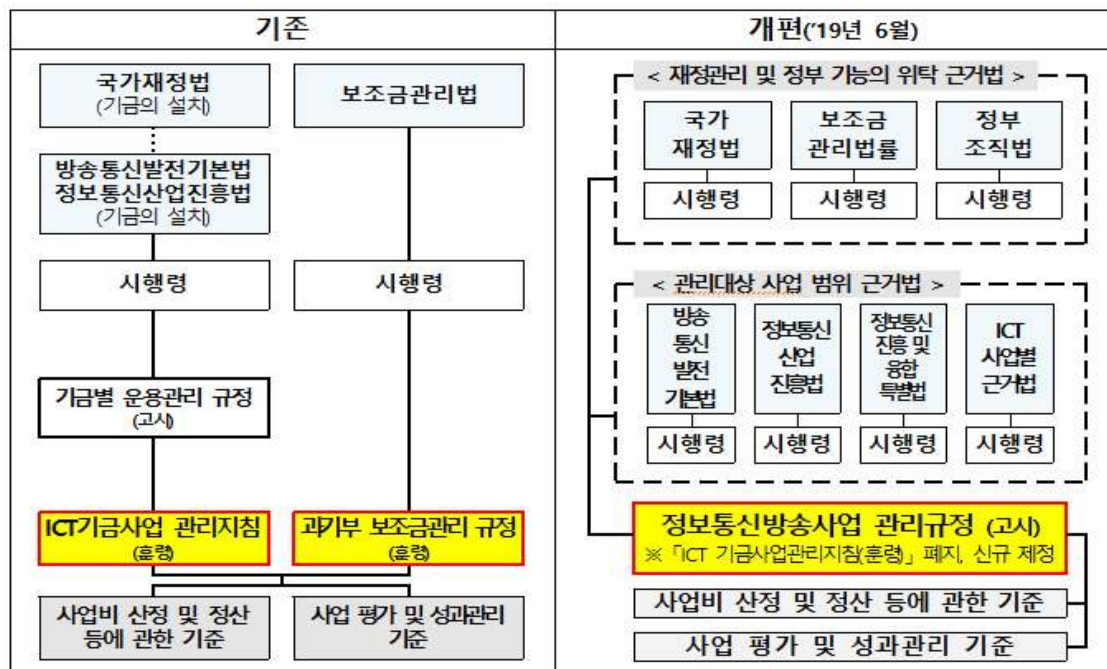 기존
국가재정법
(기금의 설치)
보조금관리법
방송통신발전기본법
정보통신산업진흥법
(기금의 설치)
시행령
시행령
기금별 운용관리 규정
(고시)
ICT기금사업 관리지침
(훈령)
과기부 보조금관리 규정
(훈령)
사업비 산정 및 정산
등에 관한 기준
사업 평가 및 성과관리
기준
개편('19년 6월)
< 재정관리 및 정부 기능의 위탁 근거법 >
국가
재정법
보조금
관리법률
정부
조직법
시행령
시행령
시행령
< 관리대상 사업 범위 근거법 >
방송
통신
발전
기본법
정보통신
산업
진흥법
정보통신
진흥 및
융합
특별법
ICT
사업별
근거법
시행령
시행령
시행령
시행령
정보통신방송사업 관리규정 (고시)
※「ICT 기금사업관리지침(훈령)」 폐지, 신규 제정
사업비 산정 및 정산 등에 관한 기준
사업 평가 및 성과관리 기준